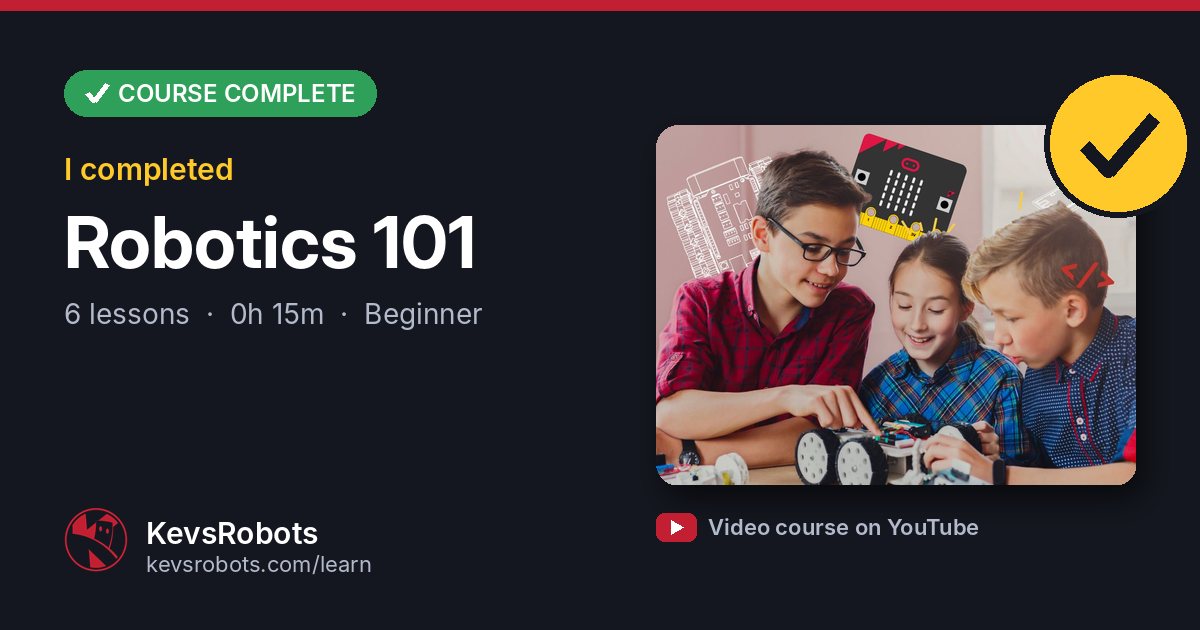 COURSE COMPLETE
I completed
Robotics 101
6 lessons · 0h 15m · Beginner
</>
KevsRobots
kevsrobots.com/learn
Video course on YouTube